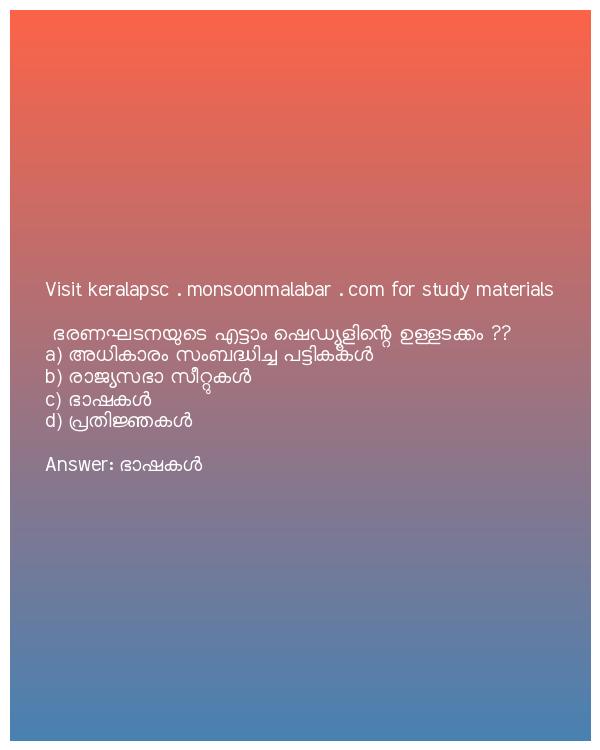 Visit keralapsc . monsoonmalabar . com for study materials
ഭരണഘടനയുടെ എട്ടാം ഷെഡ്യൂളിന്റെ ഉള്ളടക്കം ??
a) അധികാരം സംബദ്ധിച്ച പട്ടികകൾ
b) രാജ്യസഭാ സീറ്റുകൾ
c) ഭാഷകൾ
d) പ്രതിജ്ഞകൾ
Answer: ഭാഷകൾ